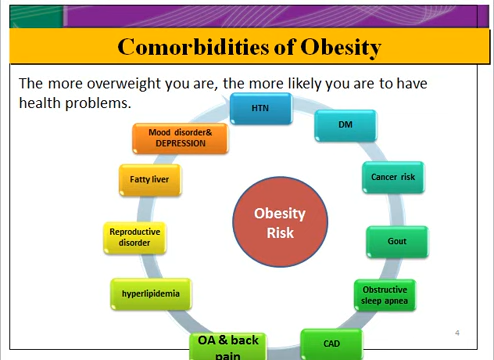 Comorbidities of Obesity
The more overweight you are, the more likely you are to have
health problems.
HTN
DM
Cancer risk
Gout
Obstructive
sleep apnea
CAD
OA & back
pain
hyperlipidemia
Reproductive
disorder
Fatty liver
Mood disorder&
DEPRESSION
Obesity
Risk
4